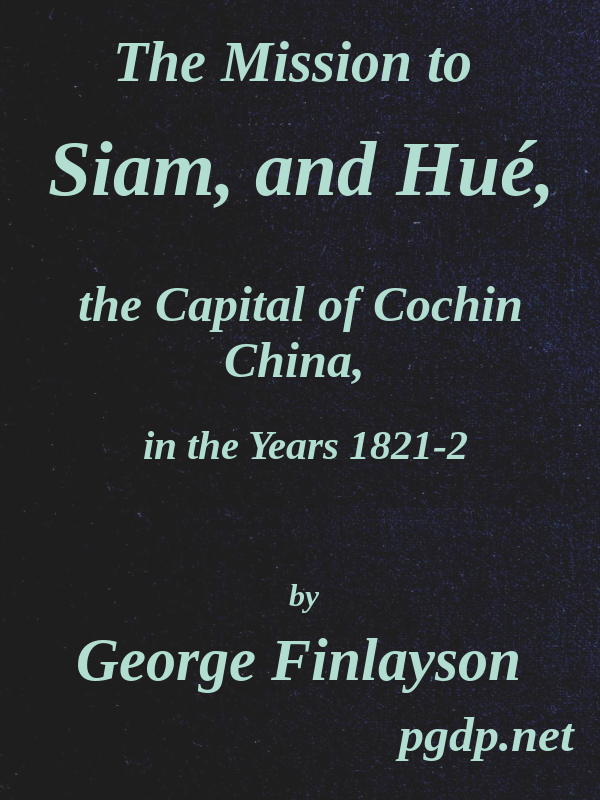 The Mission to
Siam, and Hué,
the Capital of Cochin
China,
in the Years 1821-2
by
George Finlayson
pgdp.net